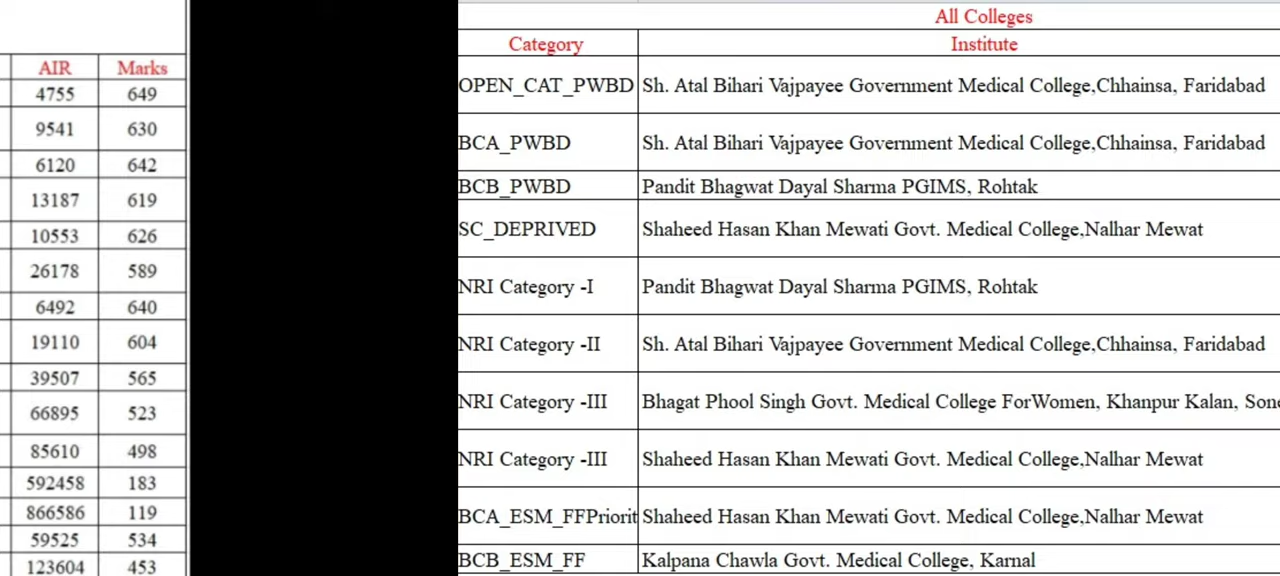 AIR Marks
4755 649
9541 630
6120 642
13187 619
10553 626
26178 589
6492 640
19110 604
39507 565
66895 523
85610 498
592458 183
866586 119
59525 534
123604 453
All Colleges
Category Institute
OPEN_CAT_PWBD Sh. Atal Bihari Vajpayee Government Medical College,Chhainsa, Faridabad
BCA_PWBD Sh. Atal Bihari Vajpayee Government Medical College,Chhainsa, Faridabad
BCB_PWBD Pandit Bhagwat Dayal Sharma PGIMS, Rohtak
SC_DEPRIVED Shaheed Hasan Khan Mewati Govt. Medical College,Nalhar Mewat
NRI Category -I Pandit Bhagwat Dayal Sharma PGIMS, Rohtak
NRI Category -II Sh. Atal Bihari Vajpayee Government Medical College,Chhainsa, Faridabad
NRI Category -III Bhagat Phool Singh Govt. Medical College ForWomen, Khanpur Kalan, Sone
NRI Category -III Shaheed Hasan Khan Mewati Govt. Medical College,Nalhar Mewat
BCA_ESM_FFPriorit Shaheed Hasan Khan Mewati Govt. Medical College,Nalhar Mewat
BCB_ESM_FF Kalpana Chawla Govt. Medical College, Karnal